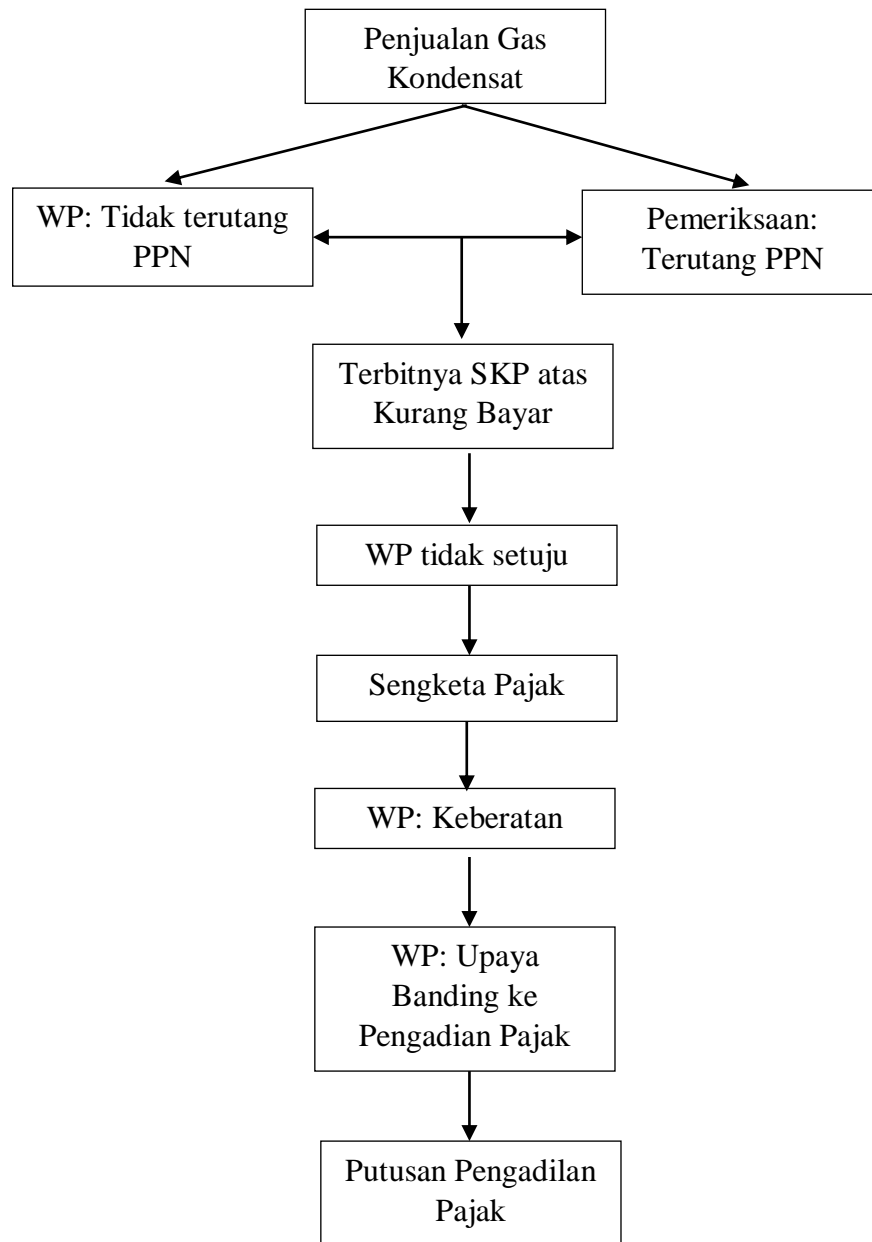 Penjualan Gas
Kondensat
WP: Tidak terutang
PPN
Pemeriksaan:
Terutang PPN
Terbitnya SKP atas
Kurang Bayar
WP tidak setuju
Sengketa Pajak
WP: Keberatan
WP: Upaya
Banding ke
Pengadian Pajak
Putusan Pengadilan
Pajak